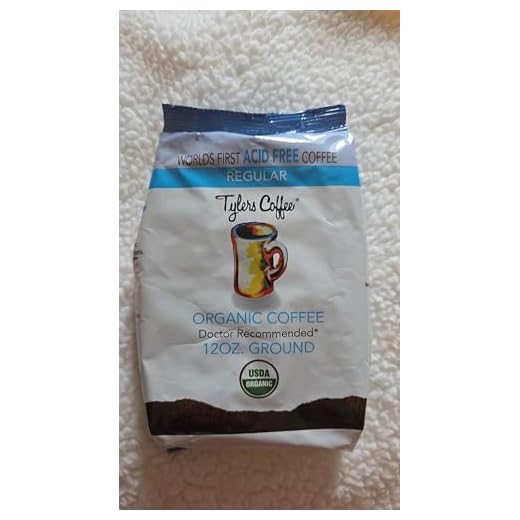 WORLDS FIRST ACID FREE COFFEE
REGULAR
Tylers Coffee®
ORGANIC COFFEE
Doctor Recommended*
12OZ. GROUND
USDA
ORGANIC